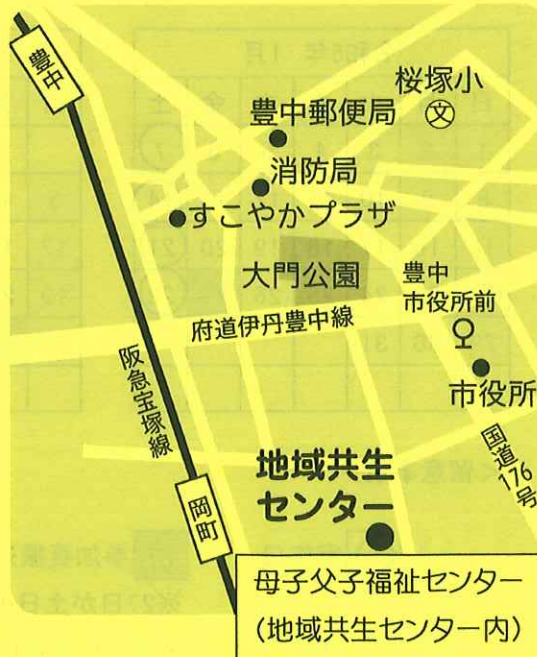 豊中
桜塚小
文
豊中郵便局
消防局
すこやかプラザ
大門公園
豊中
市役所前
府道伊丹豊中線
市役所
阪急宝塚線
国道176号
地域共生
センター
岡町
母子父子福祉センター
(地域共生センター内)